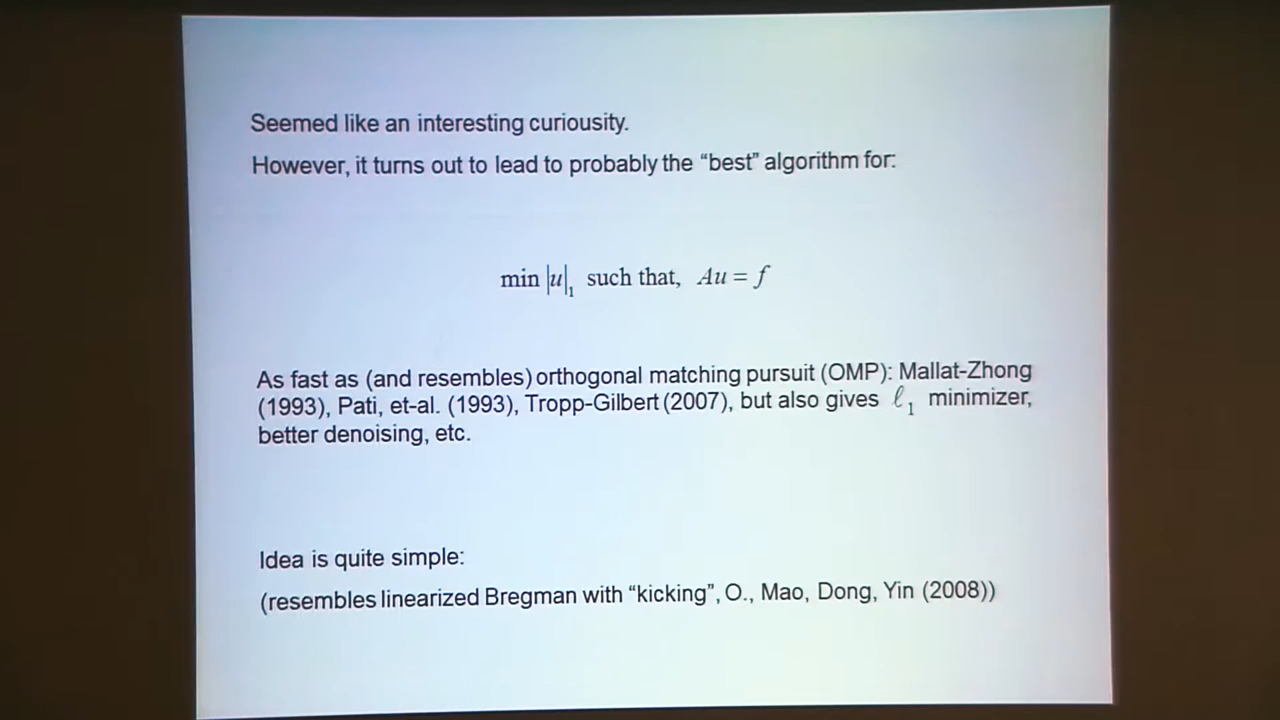 Seemed like an interesting curiousity.
However, it turns out to lead to probably the “best” algorithm for:
min |u|₁ such that, Au = f
As fast as (and resembles) orthogonal matching pursuit (OMP): Mallat-Zhong
(1993), Pati, et-al. (1993), Tropp-Gilbert (2007), but also gives ℓ₁ minimizer,
better denoising, etc.
Idea is quite simple:
(resembles linearized Bregman with “kicking”, O., Mao, Dong, Yin (2008))